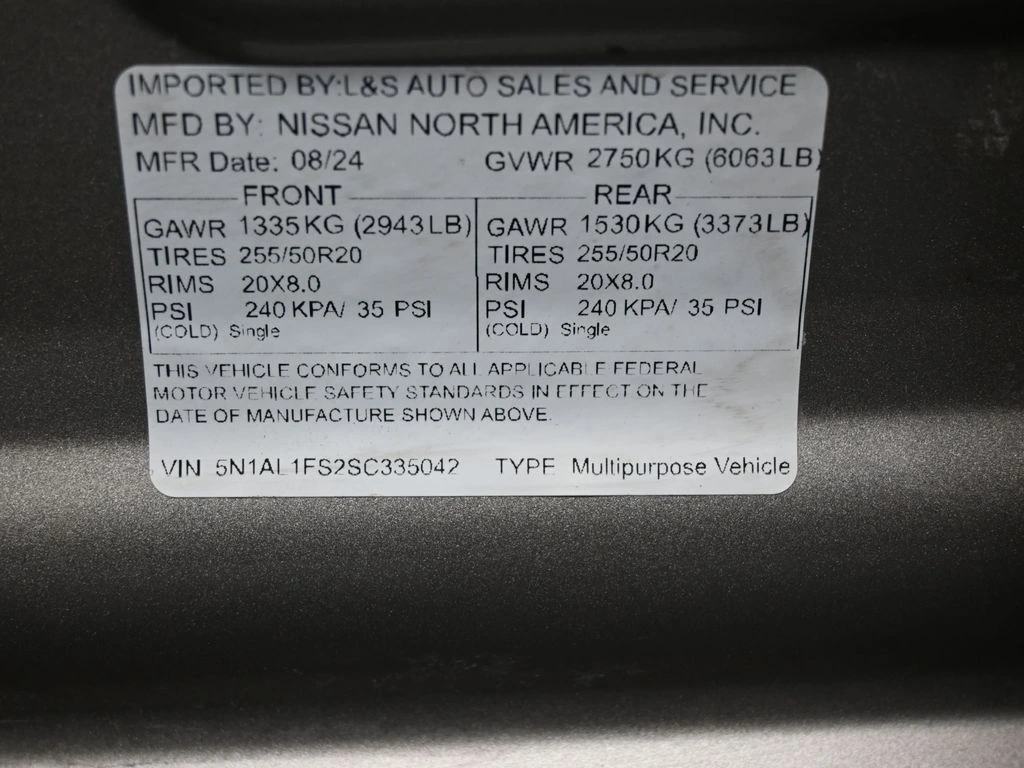 IMPORTED BY:L&S AUTO SALES AND SERVICE
MFD BY: NISSAN NORTH AMERICA, INC.
MFR Date: 08/24 GVWR 2750KG (6063LB)
FRONT REAR
GAWR 1335KG (2943LB) GAWR 1530KG (3373LB)
TIRES 255/50R20 TIRES 255/50R20
RIMS 20X8.0 RIMS 20X8.0
PSI 240 KPA/ 35 PSI PSI 240 KPA/ 35 PSI
(COLD) Single (COLD) Single
THIS VEHICLE CONFORMS TO ALL APPLICABLE FEDERAL
MOTOR VEHICLE SAFETY STANDARDS IN EFFECT ON THE
DATE OF MANUFACTURE SHOWN ABOVE.
VIN 5N1AL1FS2SC335042 TYPE Multipurpose Vehicle